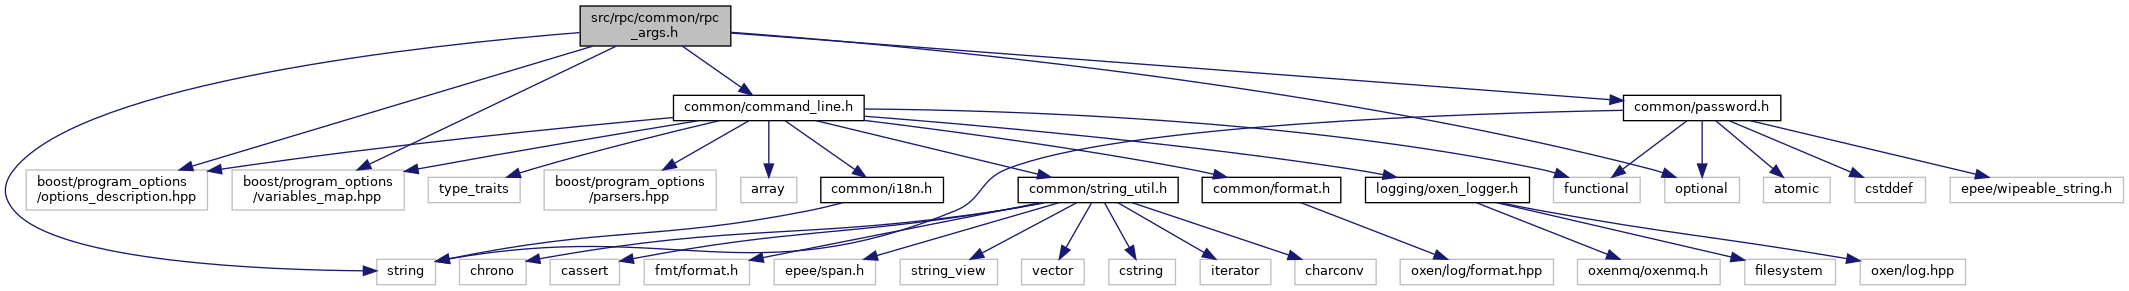 src/rpc/common/rpc
_args.h
common/command_line.h
common/password.h
boost/program_options
/options_description.hpp
boost/program_options
/variables_map.hpp
type_traits
boost/program_options
/parsers.hpp
array
common/i18n.h
common/string_util.h
common/format.h
logging/oxen_logger.h
functional
optional
atomic
cstddef
epee/wipeable_string.h
string
chrono
cassert
fmt/format.h
epee/span.h
string_view
vector
cstring
iterator
charconv
oxen/log/format.hpp
oxenmq/oxenmq.h
filesystem
oxen/log.hpp